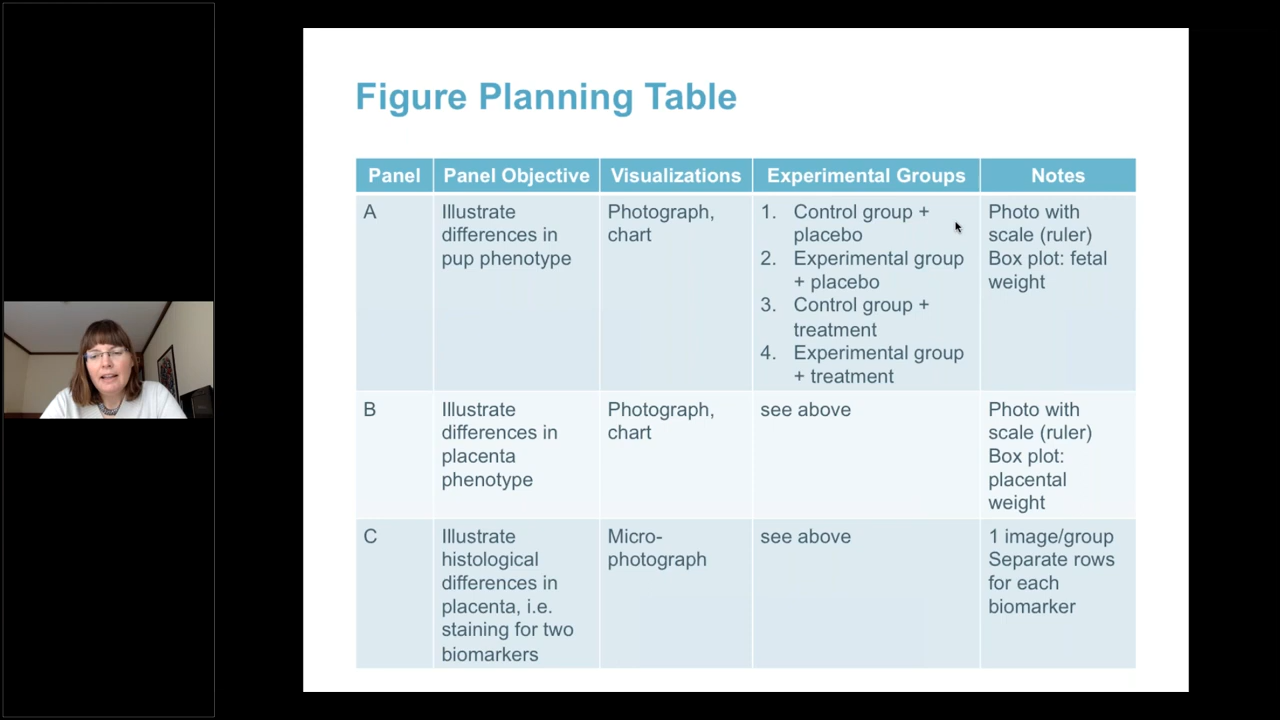 Figure Planning Table
Panel
Panel Objective
Visualizations
Experimental Groups
Notes
A
Illustrate
differences in
pup phenotype
Photograph,
chart
1. Control group +
placebo
2. Experimental group
+ placebo
3. Control group +
treatment
4. Experimental group
+ treatment
Photo with
scale (ruler)
Box plot: fetal
weight
B
Illustrate
differences in
placenta
phenotype
Photograph,
chart
see above
Photo with
scale (ruler)
Box plot:
placental
weight
C
Illustrate
histological
differences in
placenta, i.e.
staining for two
biomarkers
Micro-
photograph
see above
1 image/group
Separate rows
for each
biomarker